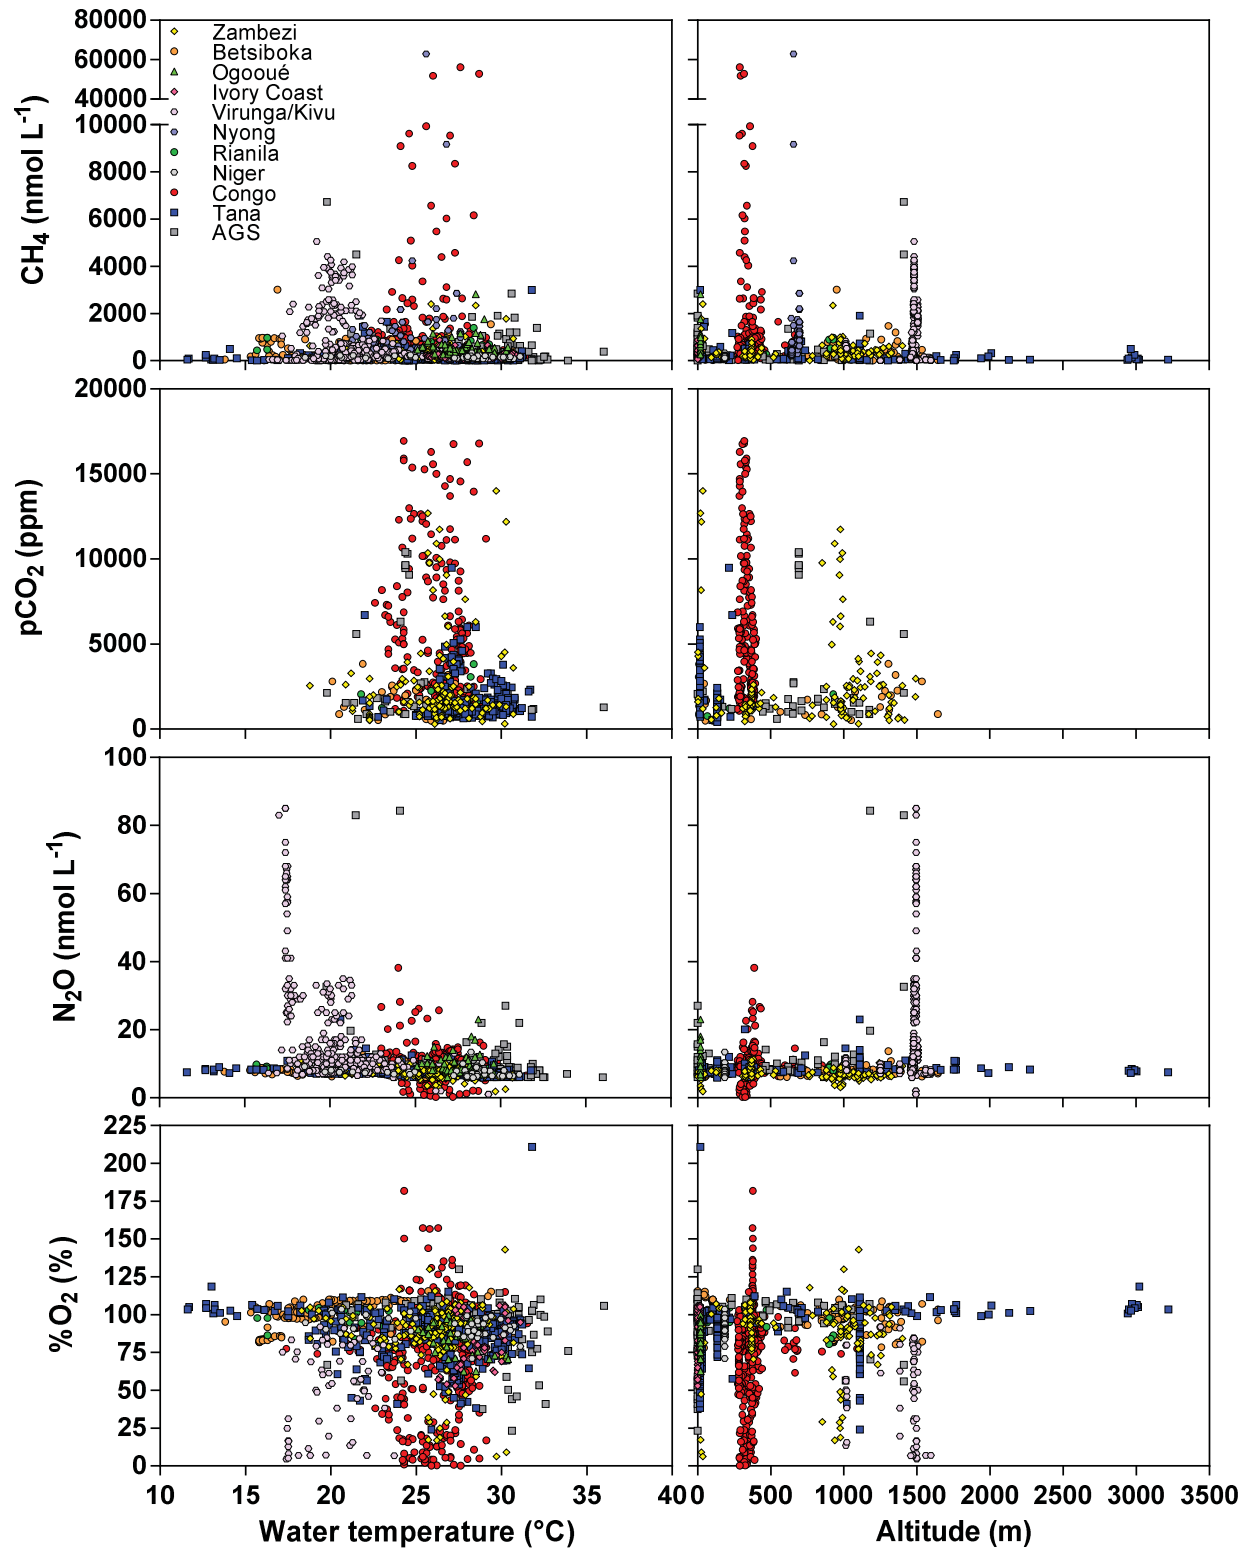 80000
60000
40000
10000
8000
6000
4000
2000
0
CH4 (nmol L-1)
Zambezi
Betsiboka
Ogooué
Ivory Coast
Virunga/Kivu
Nyong
Rianila
Niger
Congo
Tana
AGS
20000
15000
10000
5000
0
pCO2 (ppm)
100
80
60
40
20
0
N2O (nmol L-1)
225
200
175
150
125
100
75
50
25
0
%O2 (%)
10 15 20 25 30 35 40 0 500 1000 1500 2000 2500 3000 3500
Water temperature (°C) Altitude (m)